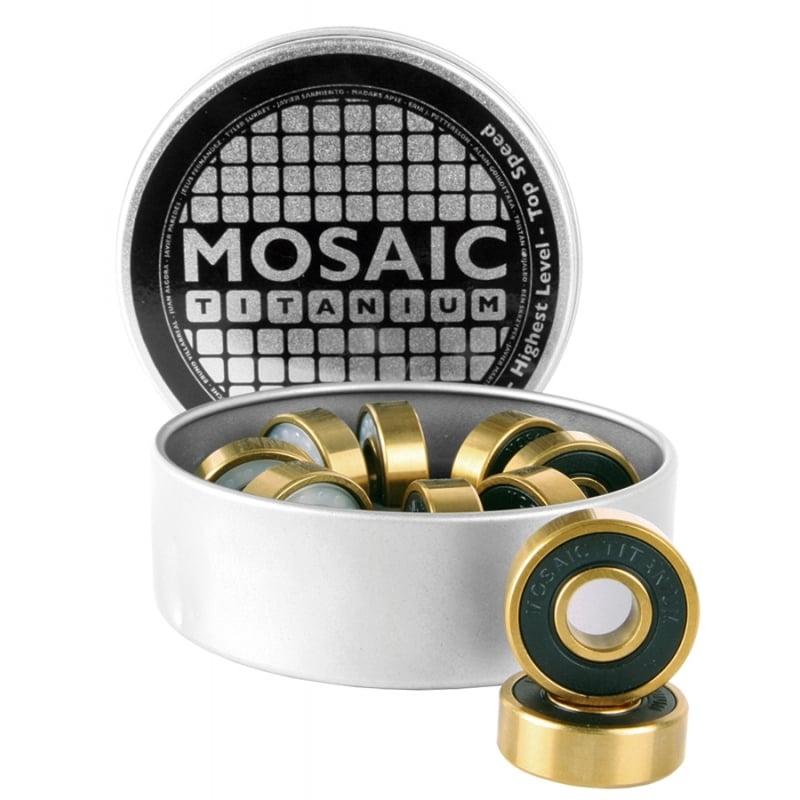 MOSAIC
TITANIUM
- Highest Level - Top Speed
BRUNO VILLARREAL - JUAN ALGORA - JAVIER PAREDES - JESUS FERNANDEZ - TYLER SURREY - JAVIER SARMIENTO - MADARS APSE - ERIK J. PETTERSSON - ALAIN GOIKOETXEA
MOSAIC TITANIUM